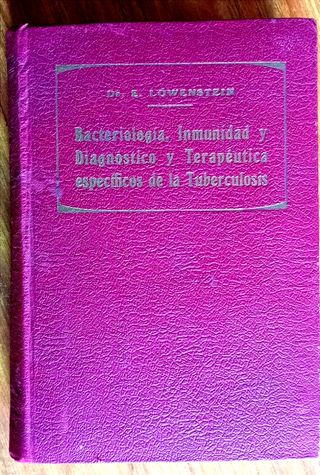 Dr. E. LÖWENSTEIN
Bacteriología, Inmunidad y
Diagnóstico y Terapéutica
específicos de la Tuberculosis